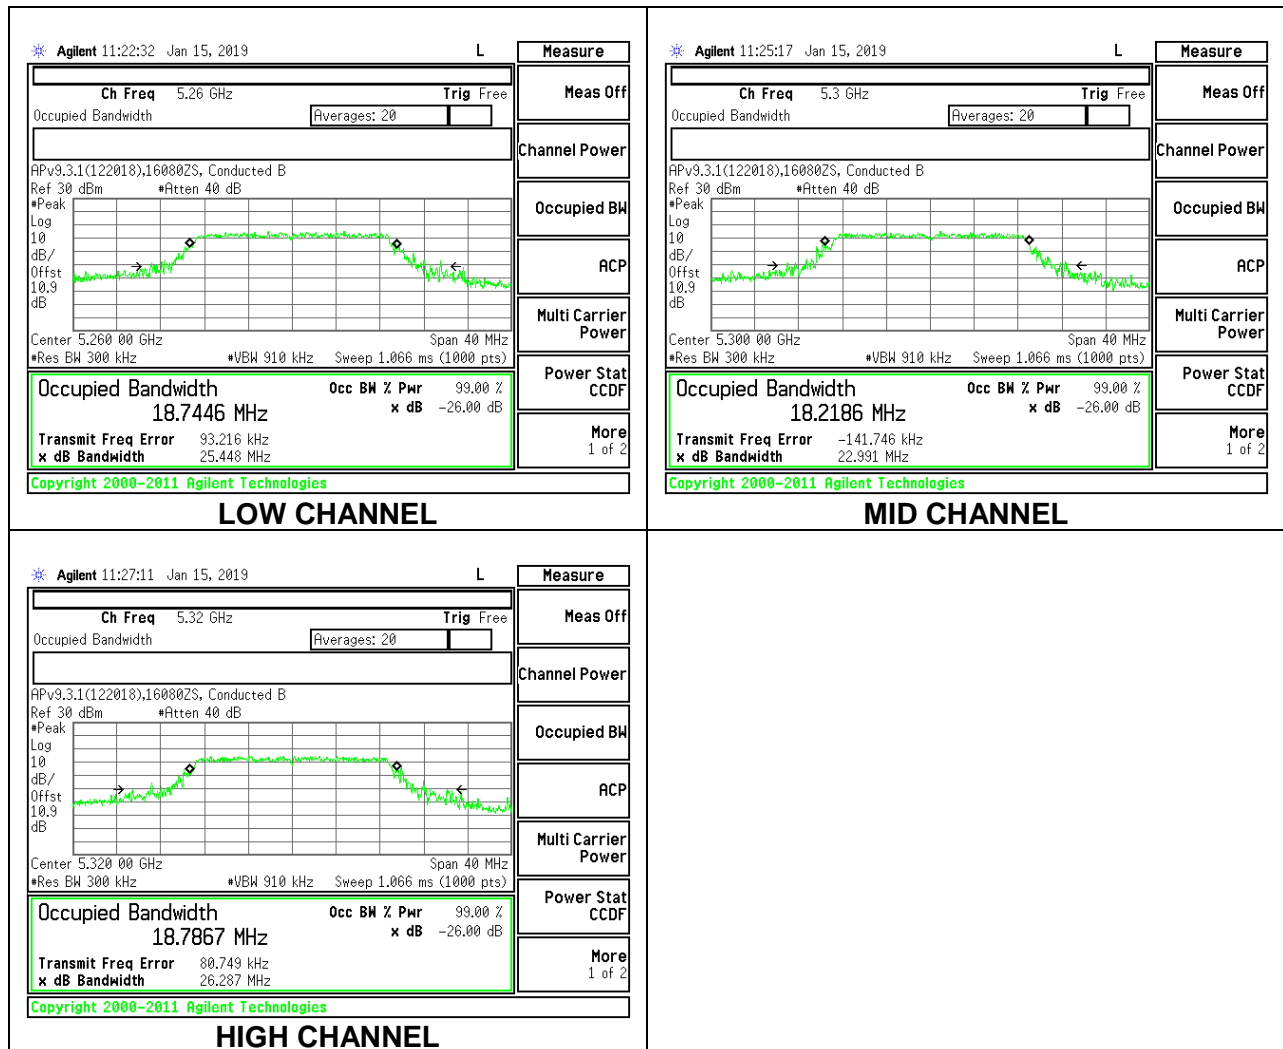 Agilent 11:22:32 Jan 15, 2019 L Measure
Ch Freq 5.26 GHz Trig Free
Meas Off
Occupied Bandwidth Averages: 20
Channel Power
APv9.3.1(122018),16080ZS, Conducted B
Ref 30 dBm #Atten 40 dB
#Peak
Log
10
dB/
Offst
10.9
dB
Occupied BW
ACP
Multi Carrier
Power
Center 5.260 00 GHz Span 40 MHz
#Res BW 300 kHz #VBW 910 kHz Sweep 1.066 ms (1000 pts)
Power Stat
CCDF
Occupied Bandwidth Occ BW % Pwr 99.00 %
18.7446 MHz x dB -26.00 dB
Transmit Freq Error 93.216 kHz
x dB Bandwidth 25.448 MHz
More
1 of 2
Copyright 2000-2011 Agilent Technologies
LOW CHANNEL
Agilent 11:25:17 Jan 15, 2019 L Measure
Ch Freq 5.3 GHz Trig Free
Meas Off
Occupied Bandwidth Averages: 20
Channel Power
APv9.3.1(122018),16080ZS, Conducted B
Ref 30 dBm #Atten 40 dB
#Peak
Log
10
dB/
Offst
10.9
dB
Occupied BW
ACP
Multi Carrier
Power
Center 5.300 00 GHz Span 40 MHz
#Res BW 300 kHz #VBW 910 kHz Sweep 1.066 ms (1000 pts)
Power Stat
CCDF
Occupied Bandwidth Occ BW % Pwr 99.00 %
18.2186 MHz x dB -26.00 dB
Transmit Freq Error -141.746 kHz
x dB Bandwidth 22.991 MHz
More
1 of 2
Copyright 2000-2011 Agilent Technologies
MID CHANNEL
Agilent 11:27:11 Jan 15, 2019 L Measure
Ch Freq 5.32 GHz Trig Free
Meas Off
Occupied Bandwidth Averages: 20
Channel Power
APv9.3.1(122018),16080ZS, Conducted B
Ref 30 dBm #Atten 40 dB
#Peak
Log
10
dB/
Offst
10.9
dB
Occupied BW
ACP
Multi Carrier
Power
Center 5.320 00 GHz Span 40 MHz
#Res BW 300 kHz #VBW 910 kHz Sweep 1.066 ms (1000 pts)
Power Stat
CCDF
Occupied Bandwidth Occ BW % Pwr 99.00 %
18.7867 MHz x dB -26.00 dB
Transmit Freq Error 80.749 kHz
x dB Bandwidth 26.287 MHz
More
1 of 2
Copyright 2000-2011 Agilent Technologies
HIGH CHANNEL